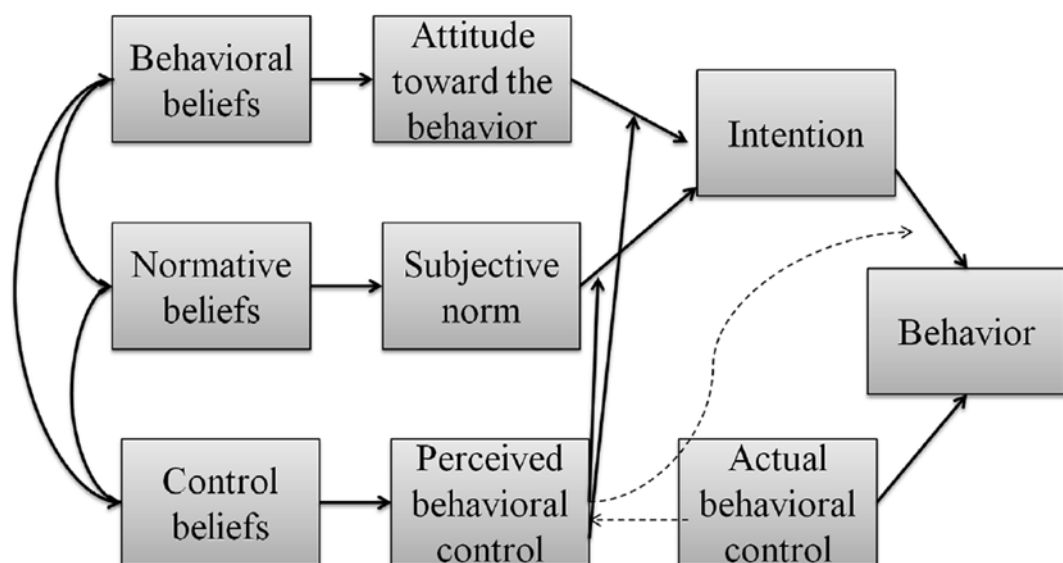 Behavioral
beliefs
Attitude
toward the
behavior
Intention
Normative
beliefs
Subjective
norm
Behavior
Control
beliefs
Perceived
behavioral
control
Actual
behavioral
control